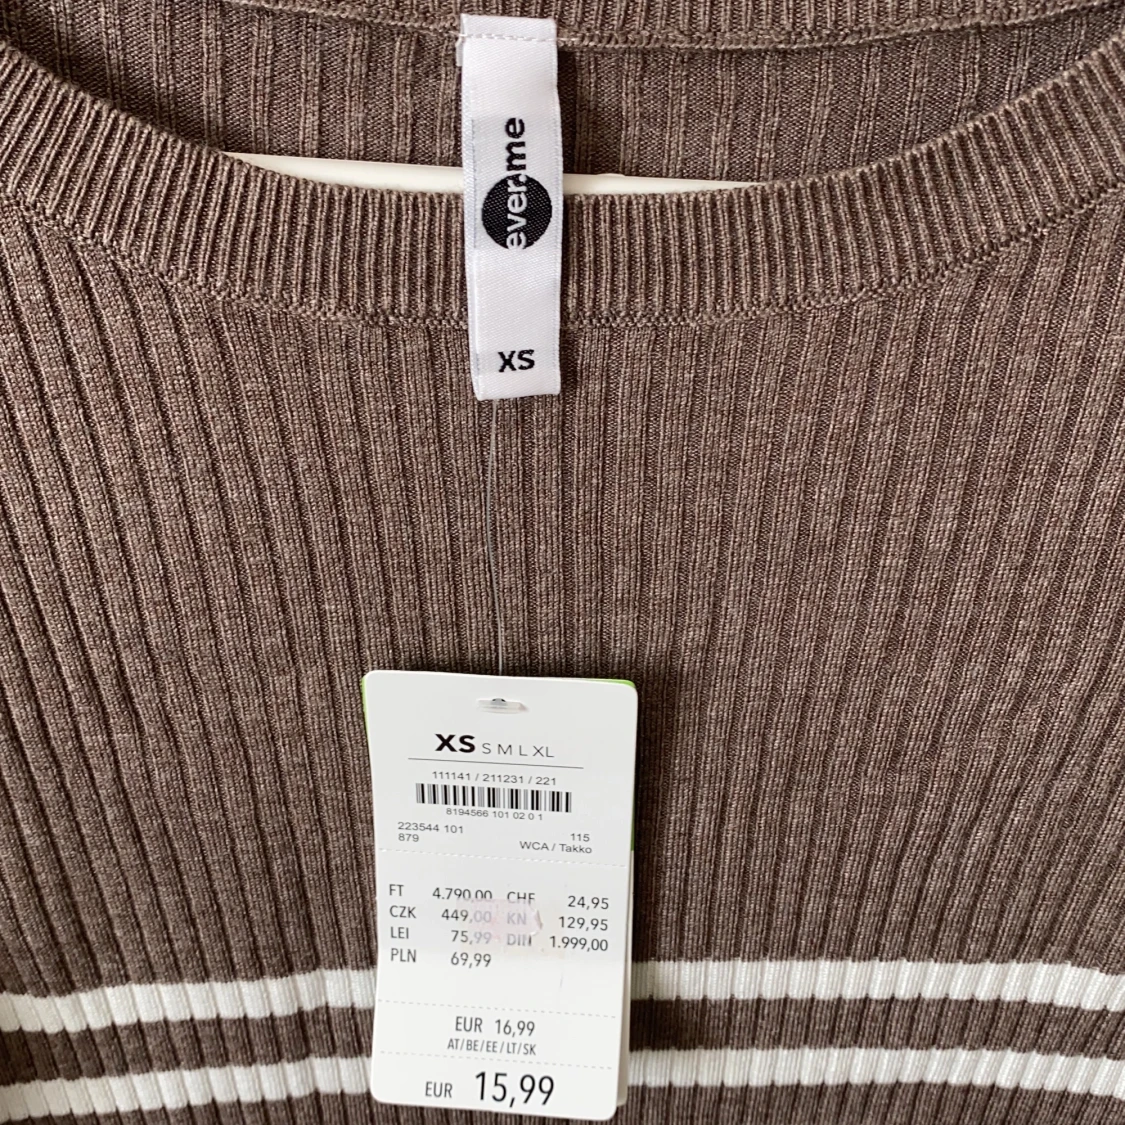 ever.me
XS
XS S M L XL
111141 / 211231 / 221
8194566 101 02 0 1
223544 101 115
879 WCA / Takko
FT 4.790,00 CHF 24,95
CZK 449,00 KN 129,95
LEI 75,99 DIN 1.999,00
PLN 69,99
EUR 16,99
AT/BE/EE/LT/SK
EUR 15,99